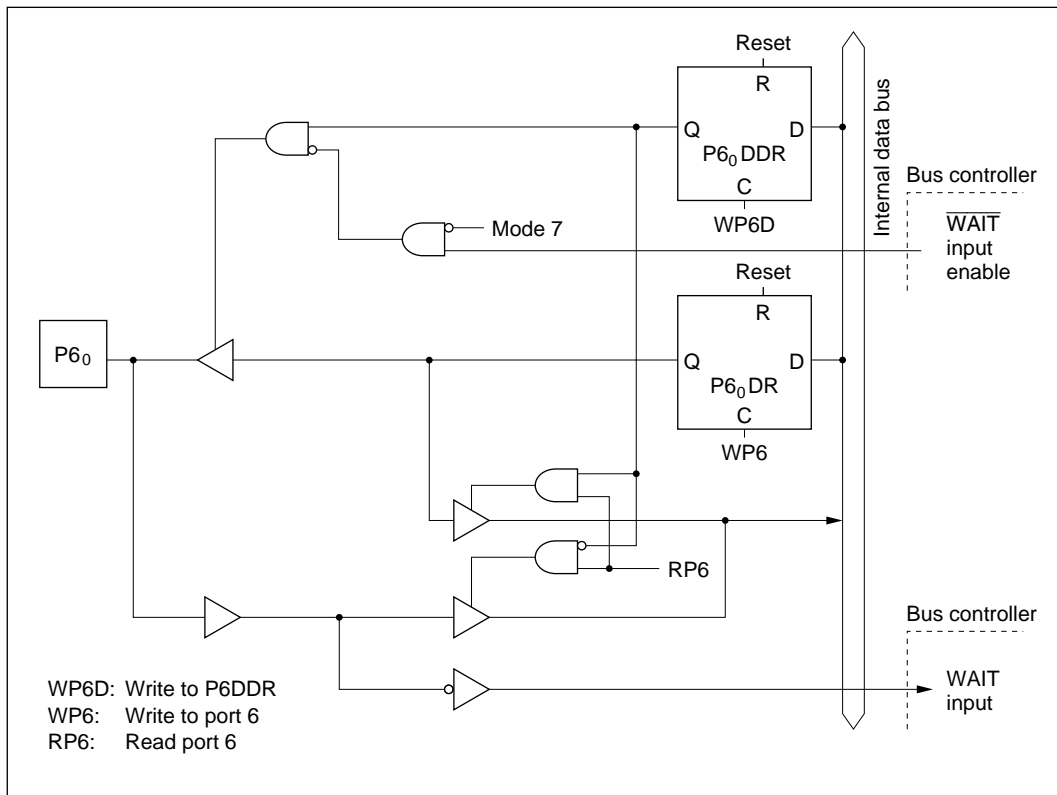 Reset
R
Q
D
P6₀DDR
C
WP6D
Internal data bus
Bus controller
W̅A̅I̅T̅
input
enable
Mode 7
Reset
R
Q
D
P6₀DR
C
WP6
P6₀
RP6
Bus controller
WAIT
input
WP6D: Write to P6DDR
WP6: Write to port 6
RP6: Read port 6